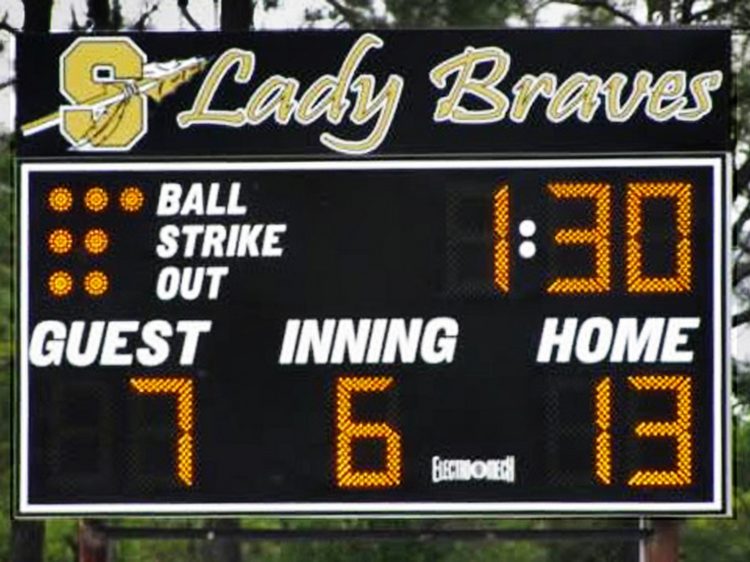 S Lady Braves
BALL 1:30
STRIKE
OUT
GUEST INNING HOME
7 6 13
ELECTRO-MECH